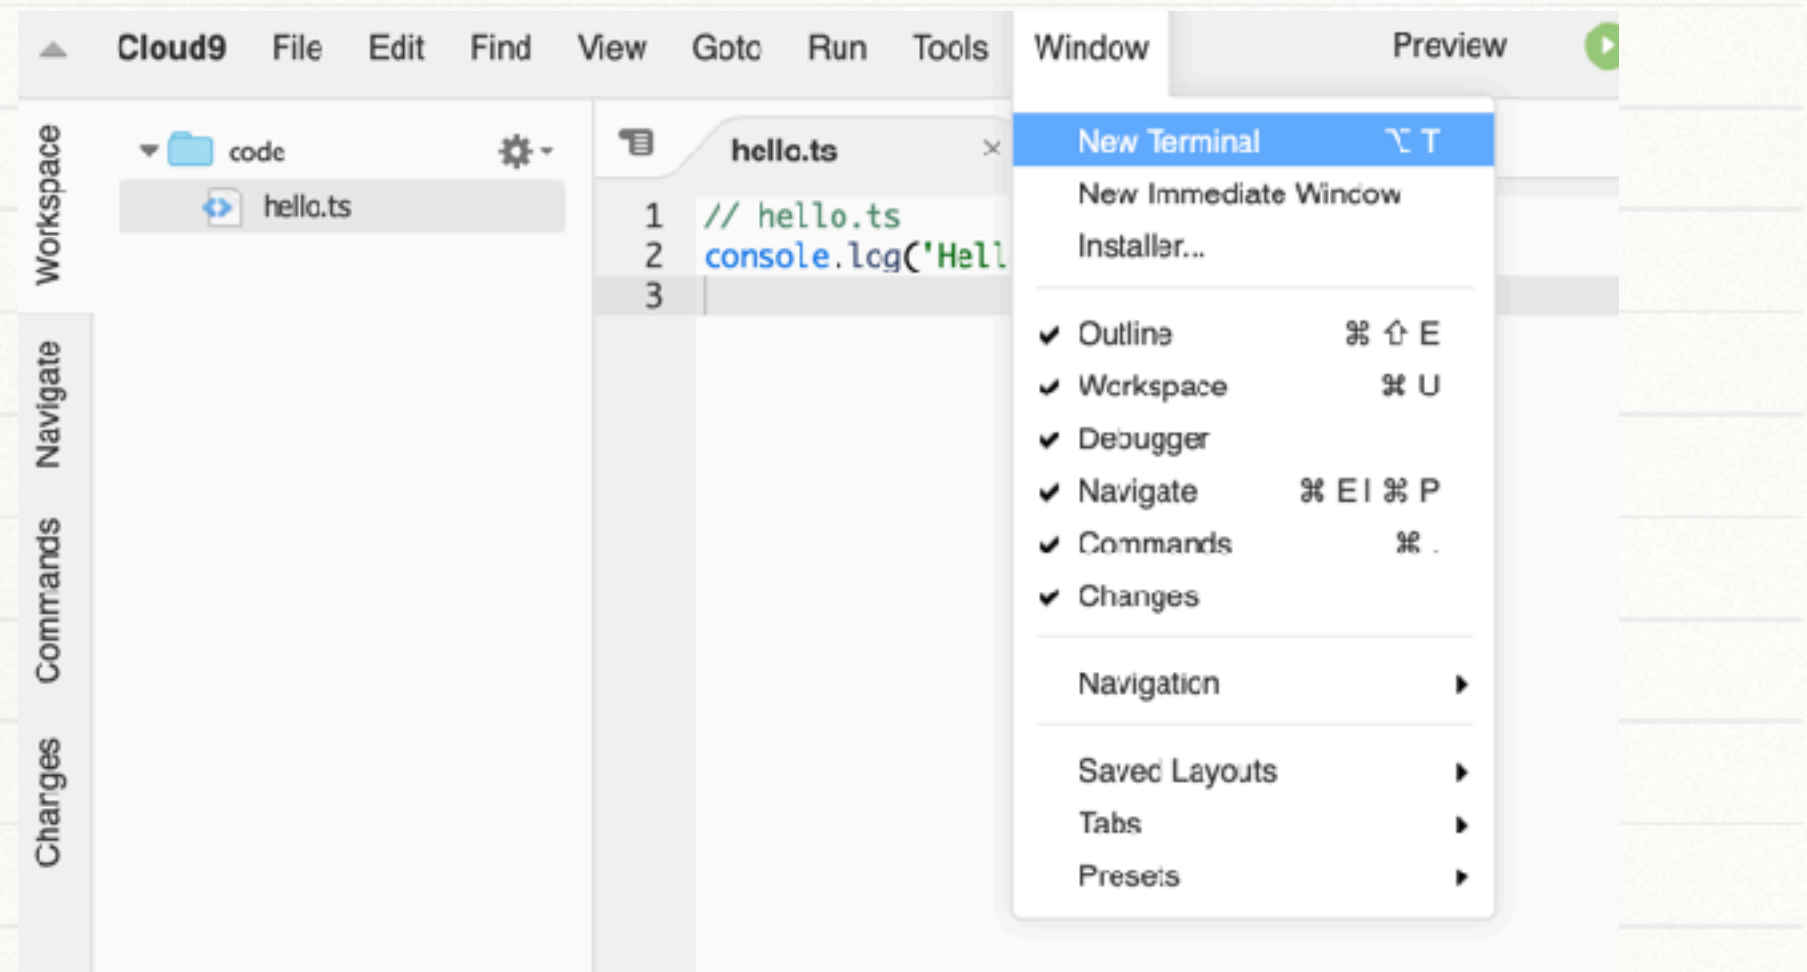 Cloud9 File Edit Find View Goto Run Tools Window Preview
Workspace
Navigate
Commands
Changes
code
hello.ts
hello.ts ×
1 // hello.ts
2 console.log('Hell
3
New Terminal ⌥ T
New Immediate Window
Installer...
✔ Outline ⌘ ⇧ E
✔ Workspace ⌘ U
✔ Debugger
✔ Navigate ⌘ E | ⌘ P
✔ Commands ⌘ .
✔ Changes
Navigation
Saved Layouts
Tabs
Presets